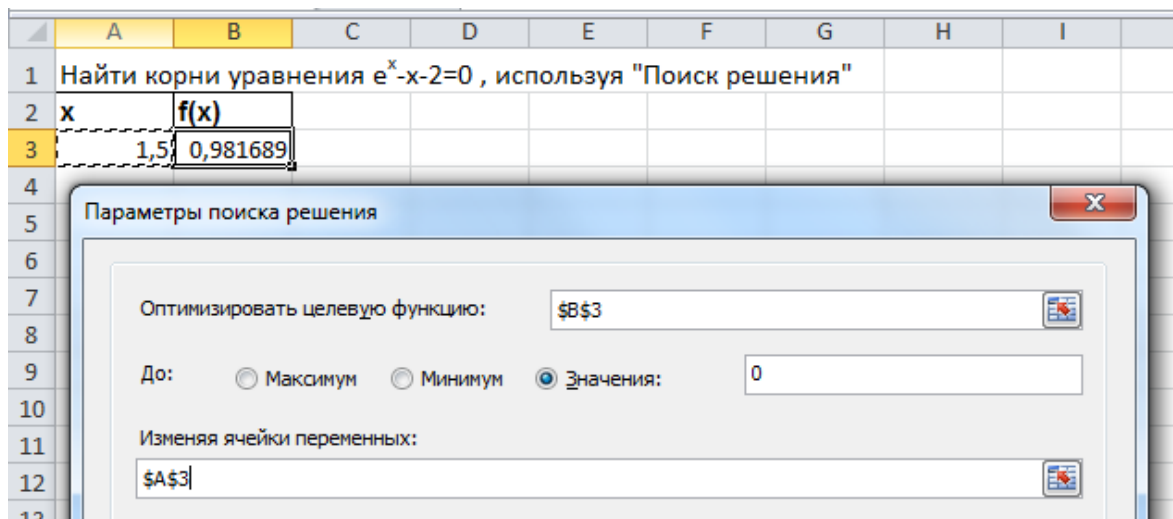 A B C D E F G H I
1 Найти корни уравнения eˣ-x-2=0 , используя "Поиск решения"
2 x f(x)
3 1,5 0,981689
4
Параметры поиска решения
5
6
7 Оптимизировать целевую функцию: $B$3
8
9 До: Максимум Минимум Значения: 0
10
11 Изменяя ячейки переменных:
12 $A$3
13